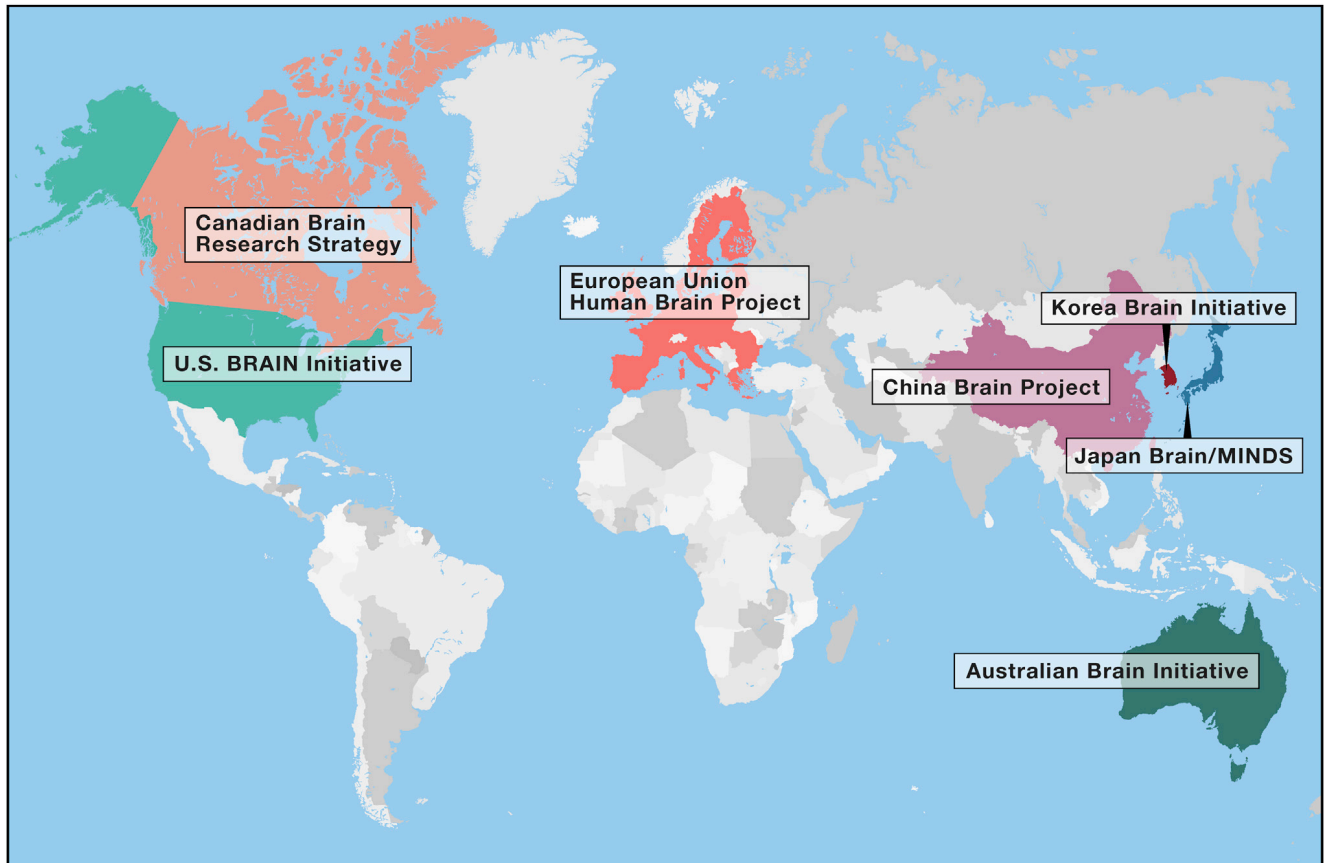 Canadian Brain
Research Strategy
European Union
Human Brain Project
Korea Brain Initiative
U.S. BRAIN Initiative
China Brain Project
Japan Brain/MINDS
Australian Brain Initiative